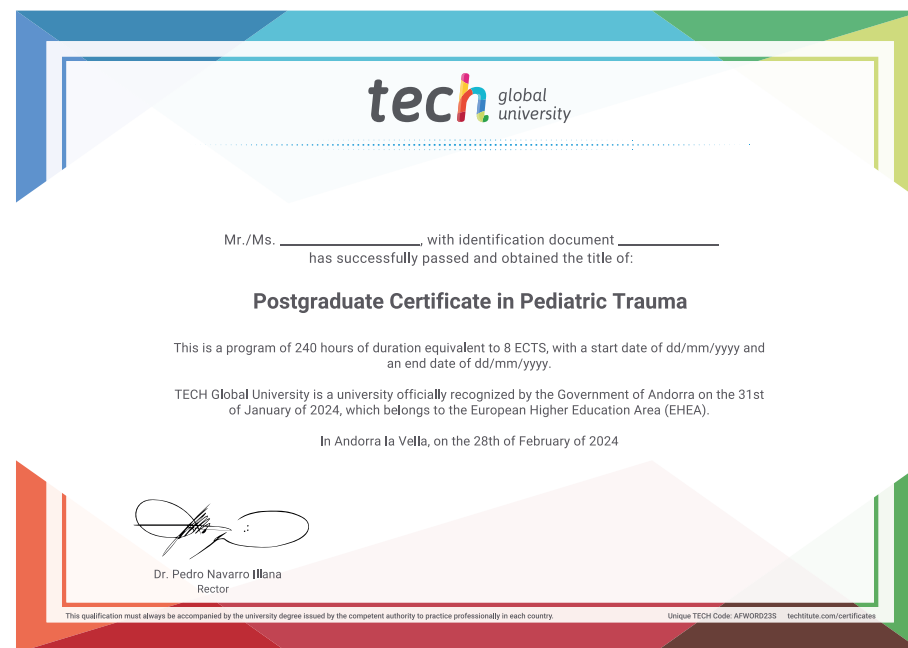 tech global
university
Mr./Ms. ____________, with identification document ____________
has successfully passed and obtained the title of:
Postgraduate Certificate in Pediatric Trauma
This is a program of 240 hours of duration equivalent to 8 ECTS, with a start date of dd/mm/yyyy and
an end date of dd/mm/yyyy.
TECH Global University is a university officially recognized by the Government of Andorra on the 31st
of January of 2024, which belongs to the European Higher Education Area (EHEA).
In Andorra la Vella, on the 28th of February of 2024
Dr. Pedro Navarro Illana
Rector
This qualification must always be accompanied by the university degree issued by the competent authority to practice professionally in each country. Unique TECH Code: AFWORD23S techtitute.com/certificates